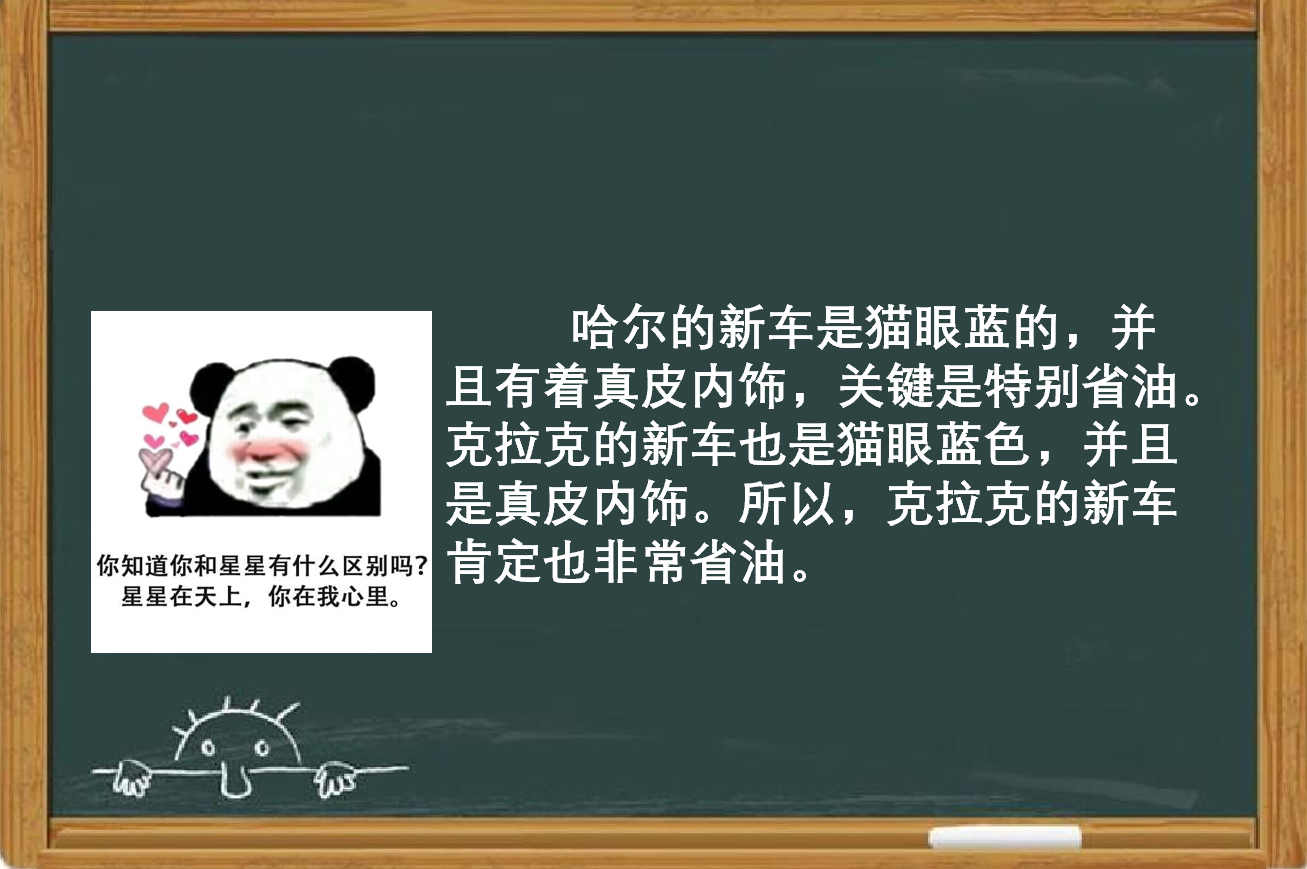 哈尔的新车是猫眼蓝的，并
且有着真皮内饰，关键是特别省油。
克拉克的新车也是猫眼蓝色，并且
是真皮内饰。所以，克拉克的新车
肯定也非常省油。
你知道你和星星有什么区别吗？
星星在天上，你在我心里。